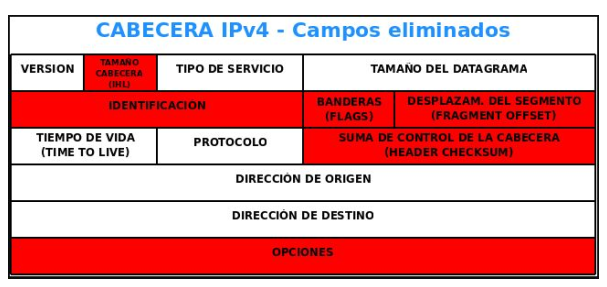 CABECERA IPv4 - Campos eliminados
VERSION
TAMAÑO
CABECERA
(IHL)
TIPO DE SERVICIO
TAMAÑO DEL DATAGRAMA
IDENTIFICACION
BANDERAS
(FLAGS)
DESPLAZAM. DEL SEGMENTO
(FRAGMENT OFFSET)
TIEMPO DE VIDA
(TIME TO LIVE)
PROTOCOLO
SUMA DE CONTROL DE LA CABECERA
(HEADER CHECKSUM)
DIRECCIÓN DE ORIGEN
DIRECCIÓN DE DESTINO
OPCIONES